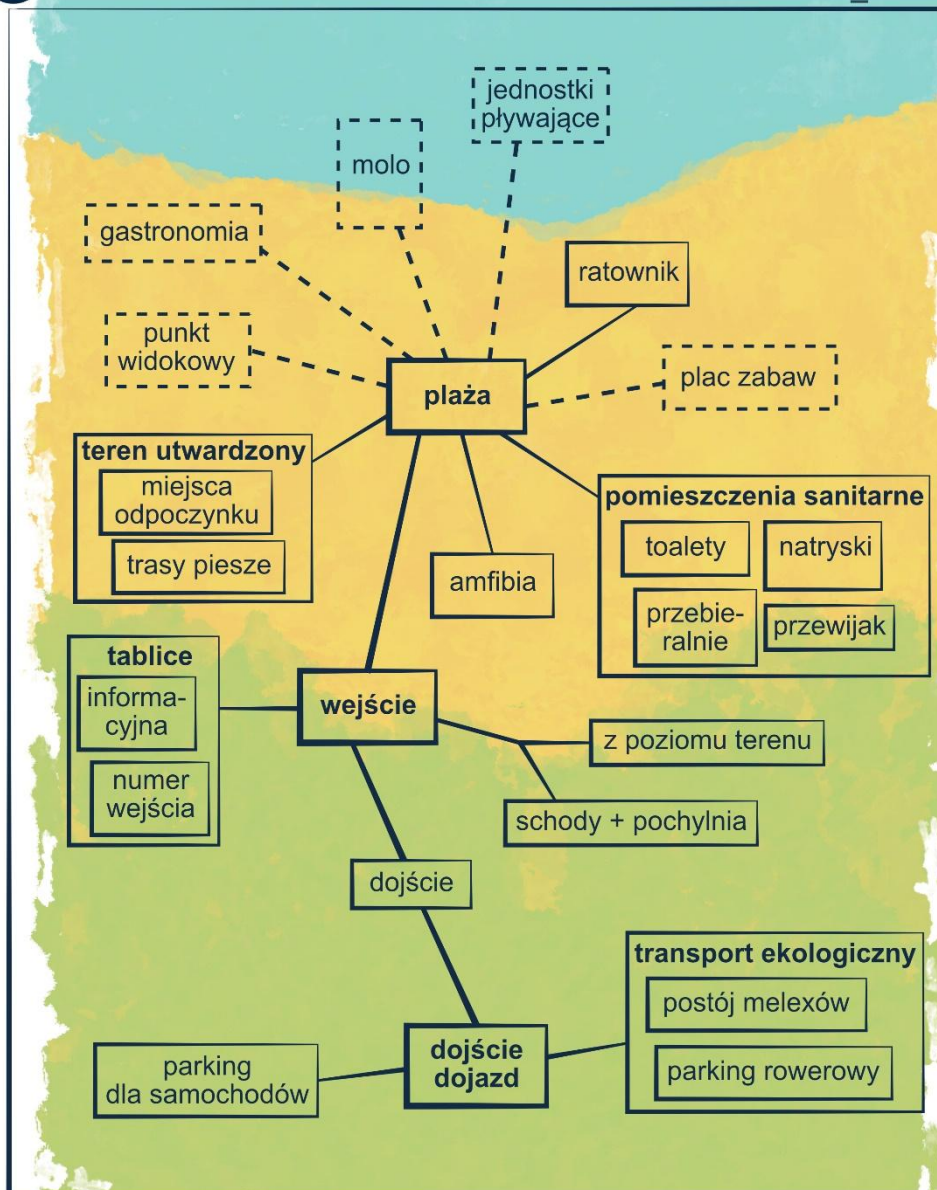 jednostki
pływające
molo
gastronomia
ratownik
punkt
widokowy
plaża
plac zabaw
teren utwardzony
miejsca
odpoczynku
trasy piesze
pomieszczenia sanitarne
toalety
natryski
przebie-
ralnie
przewijak
amfibia
tablice
informa-
cyjna
numer
wejścia
wejście
z poziomu terenu
schody + pochylnia
dojście
transport ekologiczny
postój melexów
parking rowerowy
dojście
dojazd
parking
dla samochodów